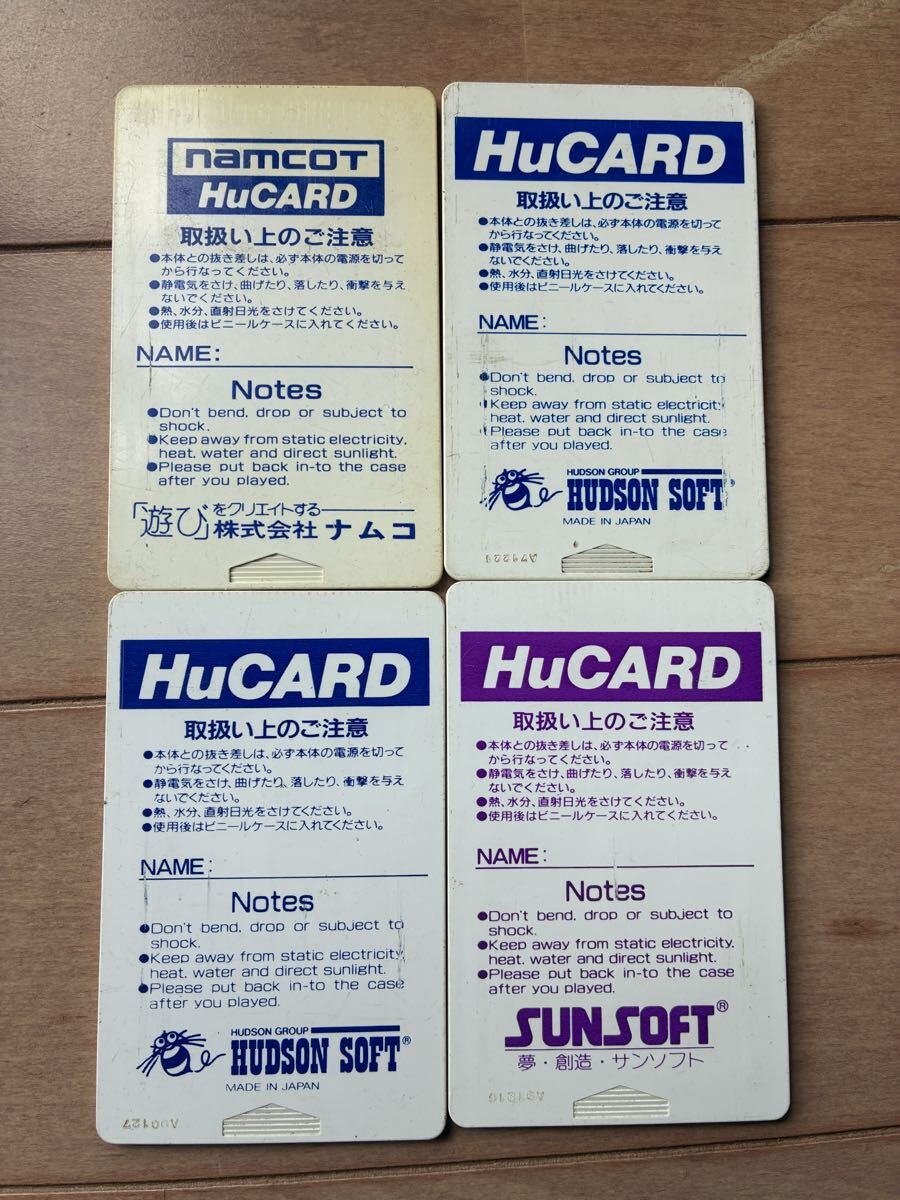 namcoT
HuCARD
取扱い上のご注意
●本体との抜き差しは、必ず本体の電源を切って
から行なってください。
●静電気をさけ、曲げたり、落したり、衝撃を与え
ないでください。
●熱、水分、直射日光をさけてください。
●使用後はビニールケースに入れてください。
NAME:
Notes
●Don't bend, drop or subject to
shock.
●Keep away from static electricity,
heat, water and direct sunlight.
●Please put back in-to the case
after you played.
「遊び」をクリエイトする
株式会社 ナムコ
HuCARD
取扱い上のご注意
●本体との抜き差しは、必ず本体の電源を切って
から行なってください。
●静電気をさけ、曲げたり、落したり、衝撃を与え
ないでください。
●熱、水分、直射日光をさけてください。
●使用後はビニールケースに入れてください。
NAME:
Notes
●Don't bend, drop or subject to
shock.
●Keep away from static electricity,
heat, water and direct sunlight.
●Please put back in-to the case
after you played.
HUDSON GROUP
HUDSON SOFT®
MADE IN JAPAN
A71221
HuCARD
取扱い上のご注意
●本体との抜き差しは、必ず本体の電源を切って
から行なってください。
●静電気をさけ、曲げたり、落したり、衝撃を与え
ないでください。
●熱、水分、直射日光をさけてください。
●使用後はビニールケースに入れてください。
NAME:
Notes
●Don't bend, drop or subject to
shock.
●Keep away from static electricity,
heat, water and direct sunlight.
●Please put back in-to the case
after you played.
HUDSON GROUP
HUDSON SOFT®
MADE IN JAPAN
A00127
HuCARD
取扱い上のご注意
●本体との抜き差しは、必ず本体の電源を切って
から行なってください。
●静電気をさけ、曲げたり、落したり、衝撃を与え
ないでください。
●熱、水分、直射日光をさけてください。
●使用後はビニールケースに入れてください。
NAME:
Notes
●Don't bend, drop or subject to
shock.
●Keep away from static electricity,
heat, water and direct sunlight.
●Please put back in-to the case
after you played.
SUNSOFT®
夢・創造・サンソフト